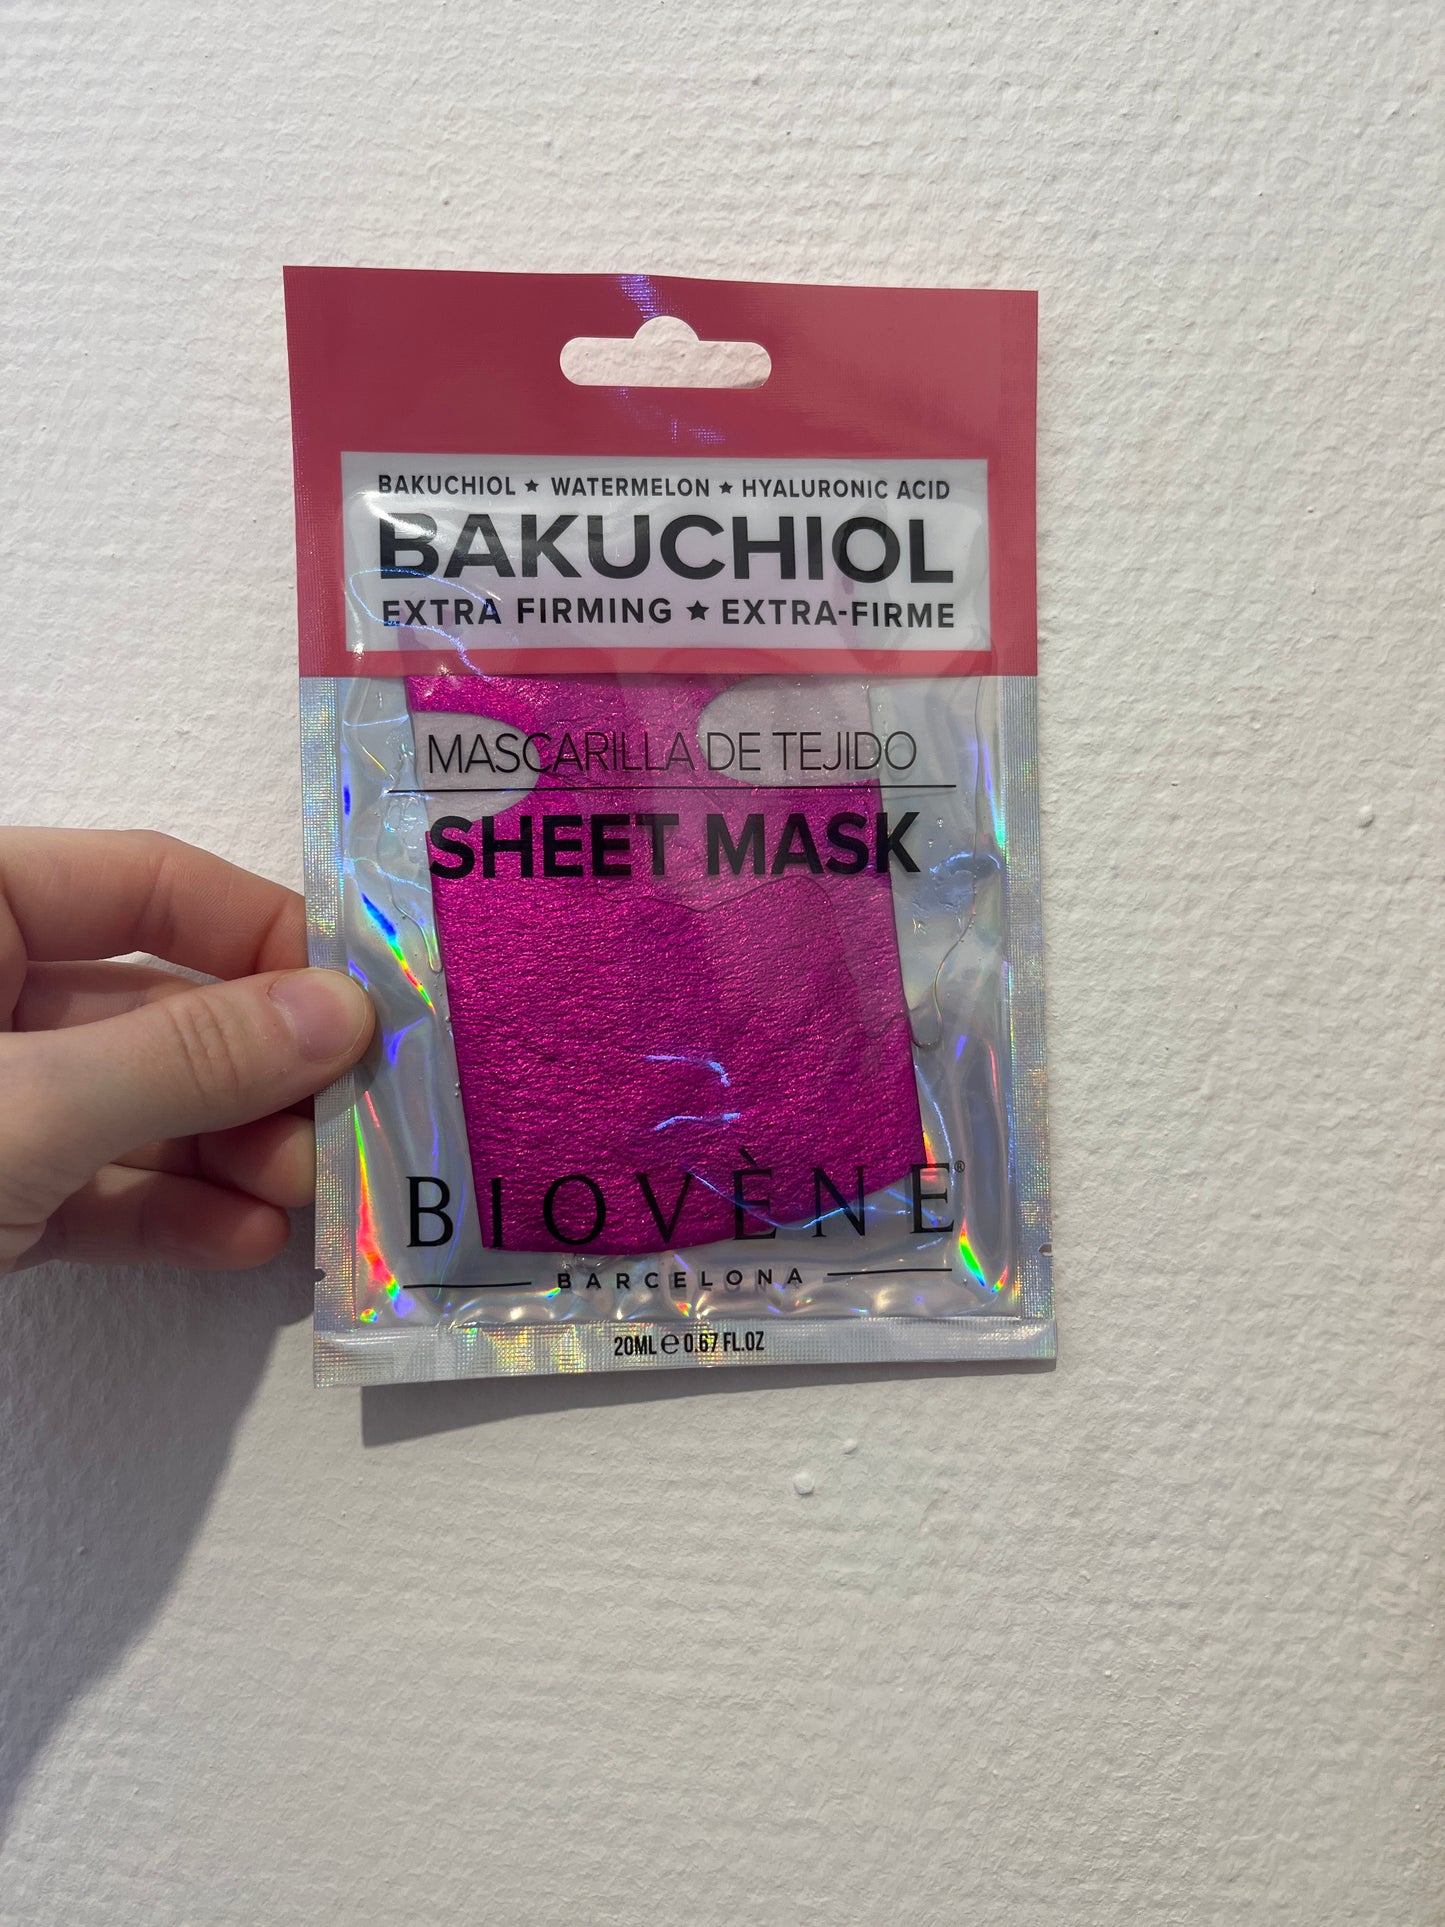 BAKUCHIOL ★ WATERMELON ★ HYALURONIC ACID
BAKUCHIOL
EXTRA FIRMING ★ EXTRA-FIRME
MASCARILLA DE TEJIDO
SHEET MASK
BIOVÈNE®
BARCELONA
20ML ℮ 0.67 FL.OZ